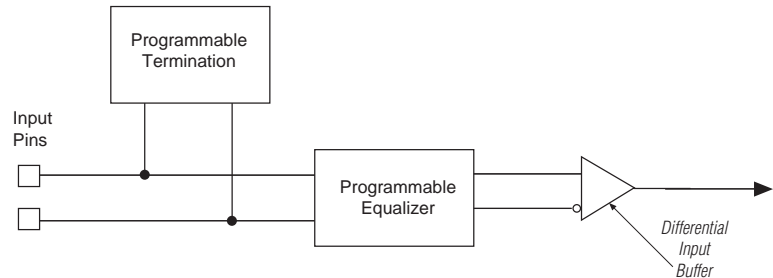 Programmable
Termination
Input
Pins
Programmable
Equalizer
Differential
Input
Buffer